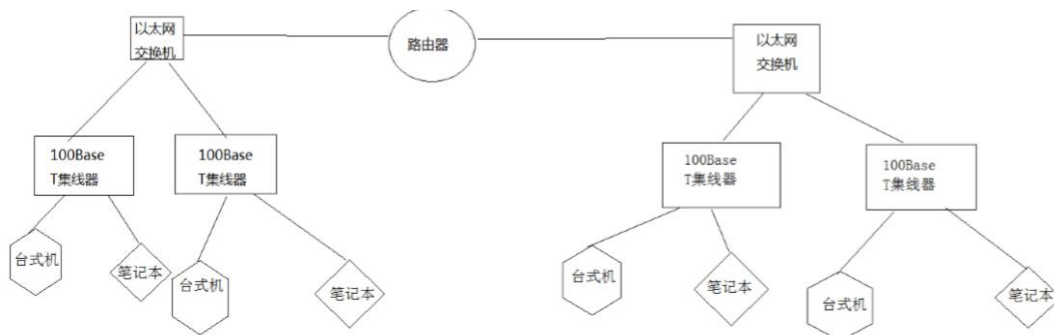 以太网
交换机
路由器
以太网
交换机
100Base
T集线器
100Base
T集线器
100Base
T集线器
100Base
T集线器
台式机
笔记本
台式机
笔记本
台式机
笔记本
台式机
笔记本